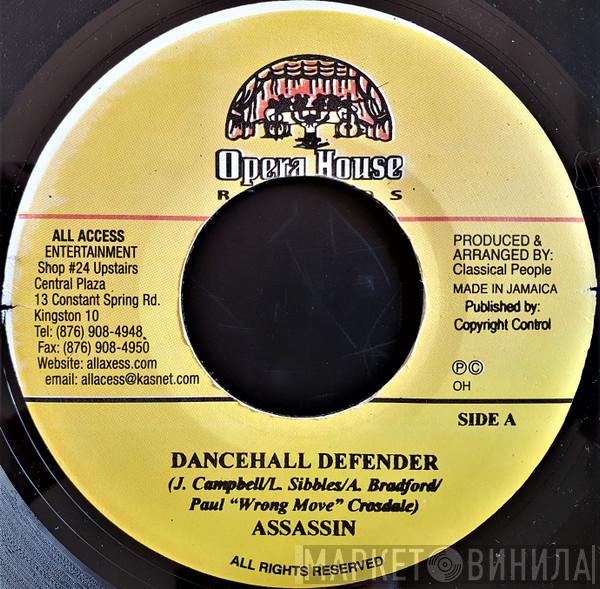 Opera House
RECORDS
ALL ACCESS
ENTERTAINMENT
Shop #24 Upstairs
Central Plaza
13 Constant Spring Rd.
Kingston 10
Tel: (876) 908-4948
Fax: (876) 908-4950
Website: allaxess.com
email: allacess@kasnet.com
PRODUCED &
ARRANGED BY:
Classical People
MADE IN JAMAICA
Published by:
Copyright Control
ⓅⒸ
OH
SIDE A
DANCEHALL DEFENDER
(J. Campbell/L. Sibbles/A. Bradford/
Paul “Wrong Move” Crosdale)
ASSASSIN
ALL RIGHTS RESERVED
МАРКЕТ ВИНИЛА